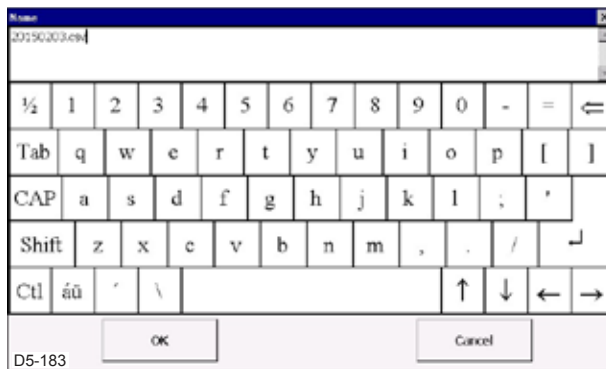 Name
20150203.csv
½ 1 2 3 4 5 6 7 8 9 0 - = ⇐
Tab q w e r t y u i o p [ ]
CAP a s d f g h j k l ; '
Shift z x c v b n m , . / ↵
Ctl áü ´ \ ↑ ↓ ← →
OK Cancel
D5-183